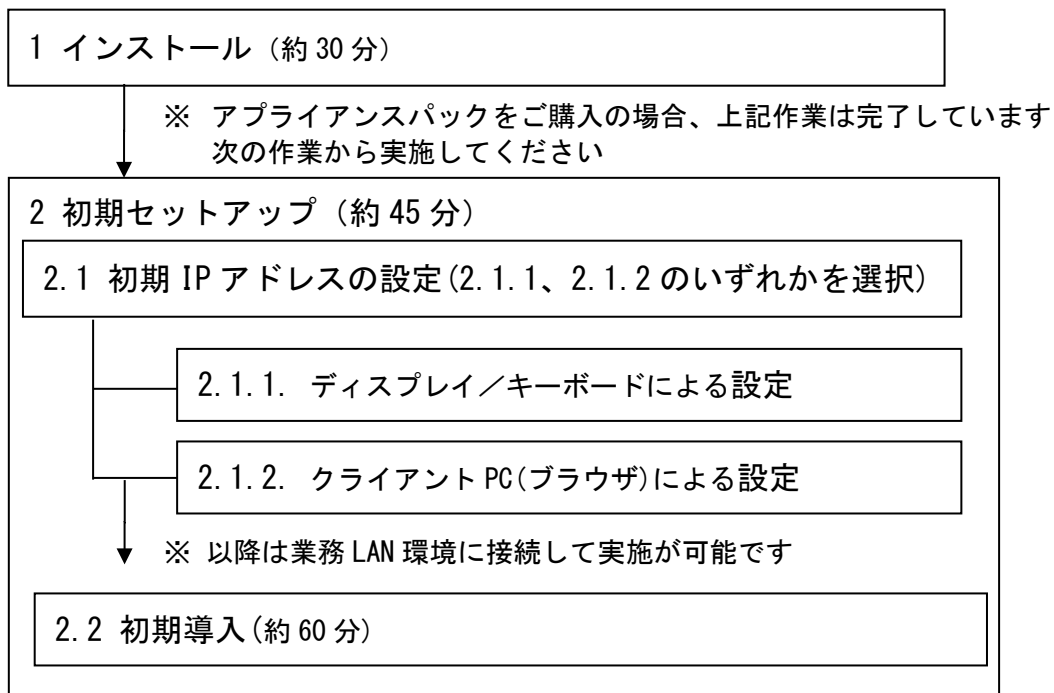 1 インストール（約 30 分）
※ アプライアンスパックをご購入の場合、上記作業は完了しています
次の作業から実施してください
2 初期セットアップ（約 45 分）
2.1 初期 IP アドレスの設定(2.1.1、2.1.2 のいずれかを選択)
2.1.1. ディスプレイ／キーボードによる設定
2.1.2. クライアント PC(ブラウザ)による設定
※ 以降は業務 LAN 環境に接続して実施が可能です
2.2 初期導入(約 60 分)